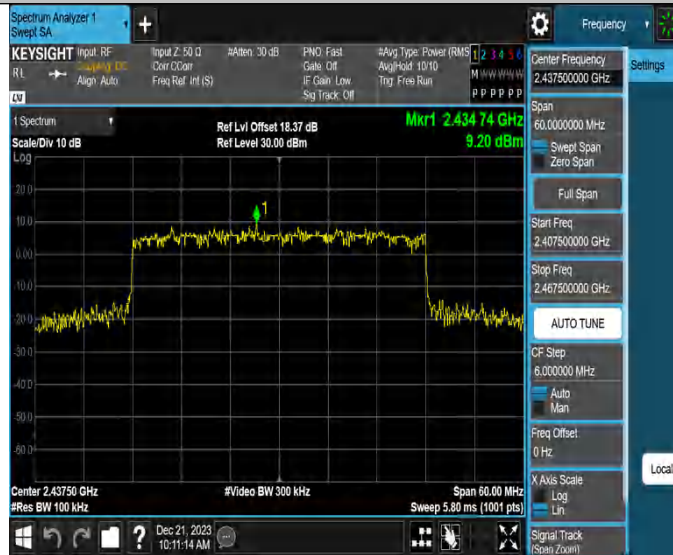 Spectrum Analyzer 1
Swept SA
Frequency
KEYSIGHT
RL
Input: RF
Coupling: DC
Align: Auto
Input Z: 50 Ω
Corr CCorr
Freq Ref: Int (S)
#Atten: 30 dB
PNO: Fast
Gate: Off
IF Gain: Low
Sig Track: Off
#Avg Type: Power (RMS
Avg|Hold: 10/10
Trig: Free Run
1 2 3 4 5 6
M W W W W W
P P P P P P
1 Spectrum
Scale/Div 10 dB
Log
Ref Lvl Offset 18.37 dB
Ref Level 30.00 dBm
Mkr1 2.434 74 GHz
9.20 dBm
1
20.0
10.0
0.00
-20.0
-30.0
-40.0
-50.0
-60.0
Center 2.43750 GHz
#Res BW 100 kHz
#Video BW 300 kHz
Span 60.00 MHz
Sweep 5.80 ms (1001 pts)
Dec 21, 2023
10:11:14 AM
Center Frequency
2.437500000 GHz
Settings
Span
60.0000000 MHz
Swept Span
Zero Span
Full Span
Start Freq
2.407500000 GHz
Stop Freq
2.467500000 GHz
AUTO TUNE
CF Step
6.000000 MHz
Auto
Man
Freq Offset
0 Hz
X Axis Scale
Log
Lin
Local
Signal Track
(Span Zoom)